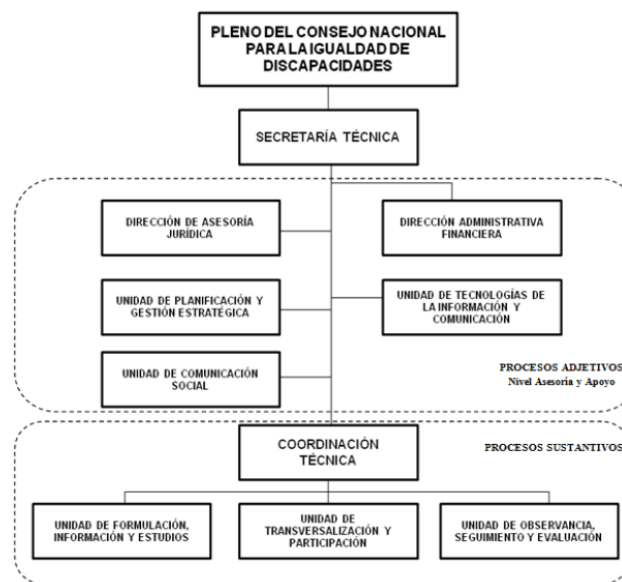 PLENO DEL CONSEJO NACIONAL
PARA LA IGUALDAD DE
DISCAPACIDADES
SECRETARÍA TÉCNICA
DIRECCIÓN DE ASESORÍA
JURÍDICA
DIRECCIÓN ADMINISTRATIVA
FINANCIERA
UNIDAD DE PLANIFICACIÓN Y
GESTIÓN ESTRATÉGICA
UNIDAD DE TECNOLOGÍAS DE
LA INFORMACIÓN Y
COMUNICACIÓN
UNIDAD DE COMUNICACIÓN
SOCIAL
PROCESOS ADJETIVOS
Nivel Asesoría y Apoyo
COORDINACIÓN
TÉCNICA
PROCESOS SUSTANTIVOS
UNIDAD DE FORMULACIÓN,
INFORMACIÓN Y ESTUDIOS
UNIDAD DE
TRANSVERSALIZACIÓN Y
PARTICIPACIÓN
UNIDAD DE OBSERVANCIA,
SEGUIMIENTO Y EVALUACIÓN